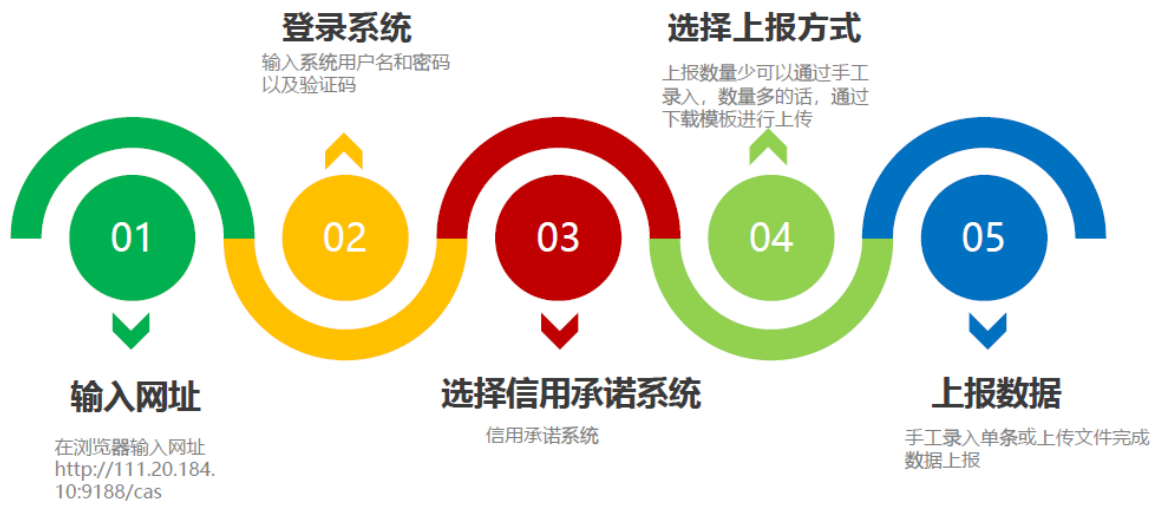 01
输入网址
在浏览器输入网址
http://111.20.184.
10:9188/cas
登录系统
输入系统用户名和密码
以及验证码
02
03
选择信用承诺系统
信用承诺系统
选择上报方式
上报数量少可以通过手工
录入，数量多的话，通过
下载模板进行上传
04
05
上报数据
手工录入单条或上传文件完成
数据上报